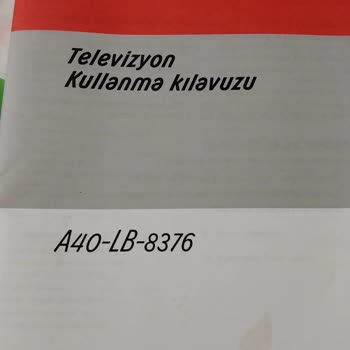 Televizyon
Kullanma kılavuzu
A40-LB-8376